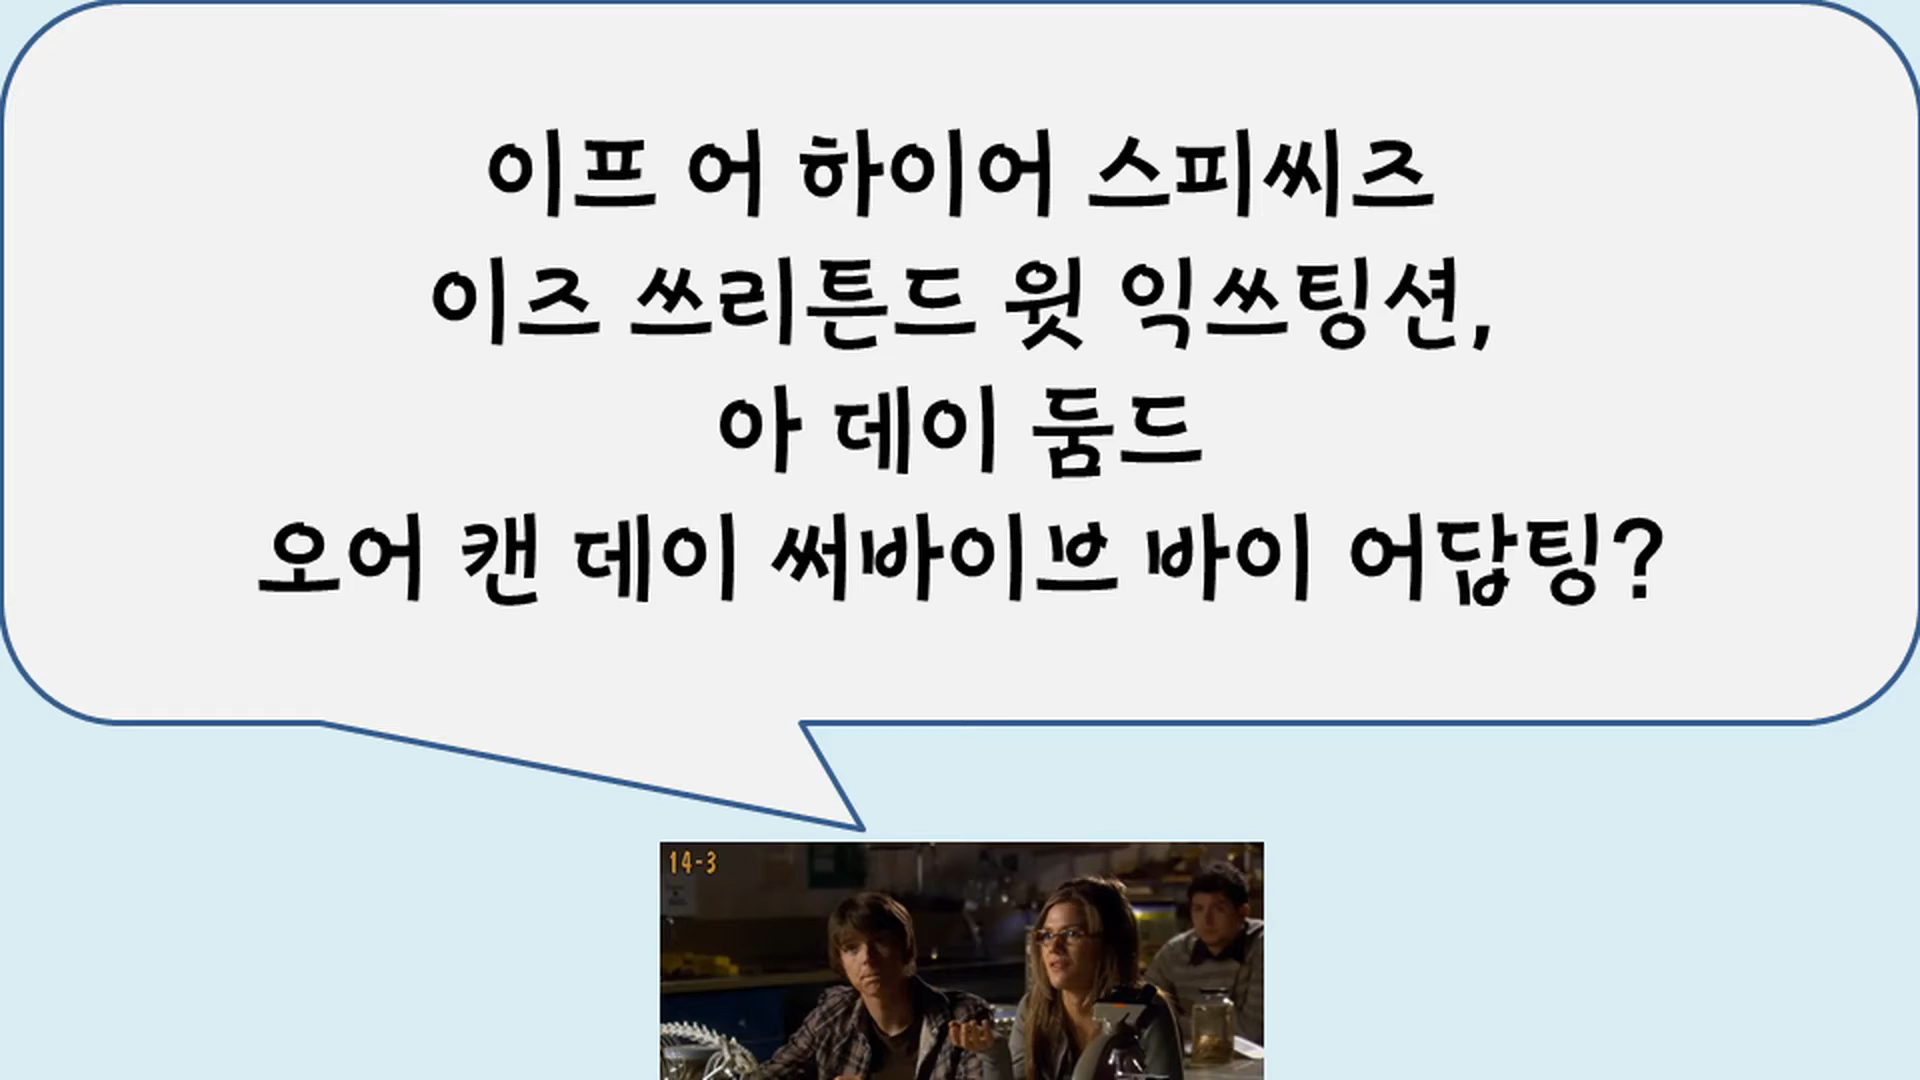 이프 어 하이어 스피씨즈
이즈 쓰리튼드 윗 익쓰팅션,
아 데이 둠드
오어 캔 데이 써바이브 바이 어답팅?
14-3